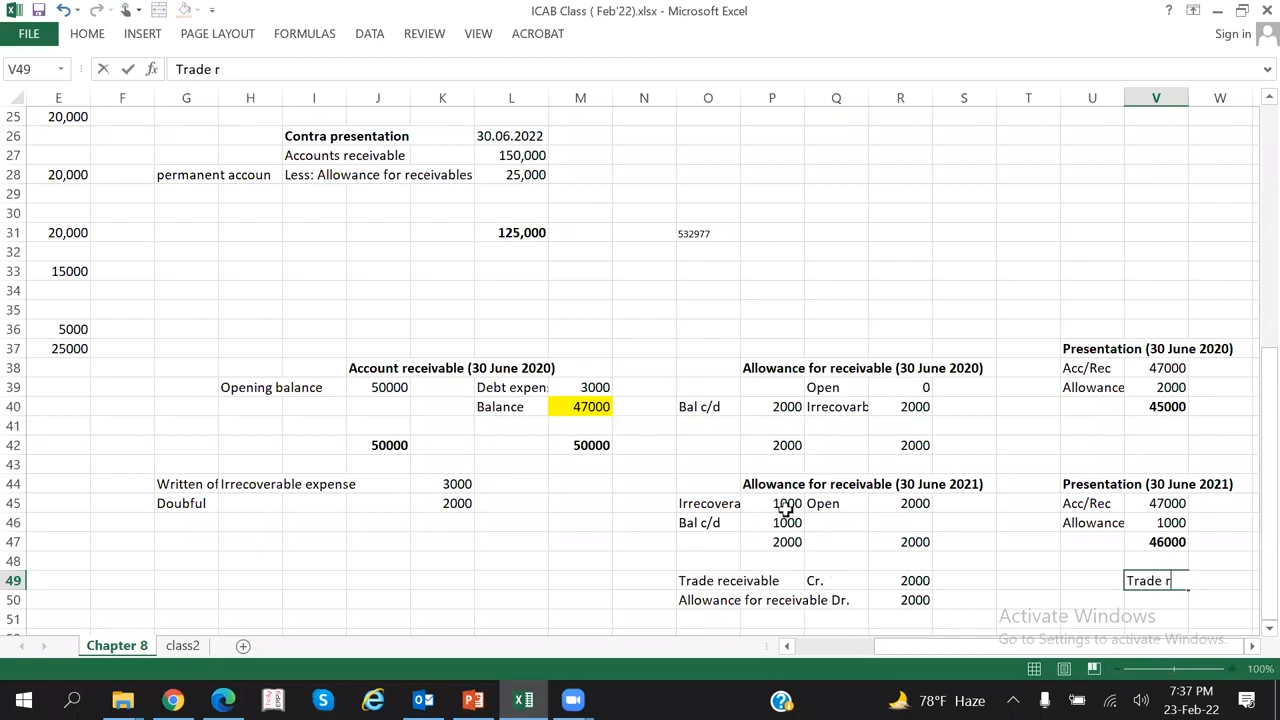 ICAB Class ( Feb'22).xlsx - Microsoft Excel
FILE HOME INSERT PAGE LAYOUT FORMULAS DATA REVIEW VIEW ACROBAT Sign in
V49 fx Trade r
E F G H I J K L M N O P Q R S T U V W
25 20,000
26 Contra presentation 30.06.2022
27 Accounts receivable 150,000
28 20,000 permanent accoun Less: Allowance for receivables 25,000
29
30
31 20,000 125,000 532977
32
33 15000
34
35
36 5000
37 25000 Presentation (30 June 2020)
38 Account receivable (30 June 2020) Allowance for receivable (30 June 2020) Acc/Rec 47000
39 Opening balance 50000 Debt expen 3000 Open 0 Allowance 2000
40 Balance 47000 Bal c/d 2000 Irrecovarb 2000 45000
41
42 50000 50000 2000 2000
43
44 Written of Irrecoverable expense 3000 Allowance for receivable (30 June 2021) Presentation (30 June 2021)
45 Doubful 2000 Irrecovera 1000 Open 2000 Acc/Rec 47000
46 Bal c/d 1000 Allowance 1000
47 2000 2000 46000
48
49 Trade receivable Cr. 2000 Trade r
50 Allowance for receivable Dr. 2000
51
Activate Windows
Go to Settings to activate Windows.
Chapter 8 class2
100%
78°F Haze 7:37 PM
23-Feb-22